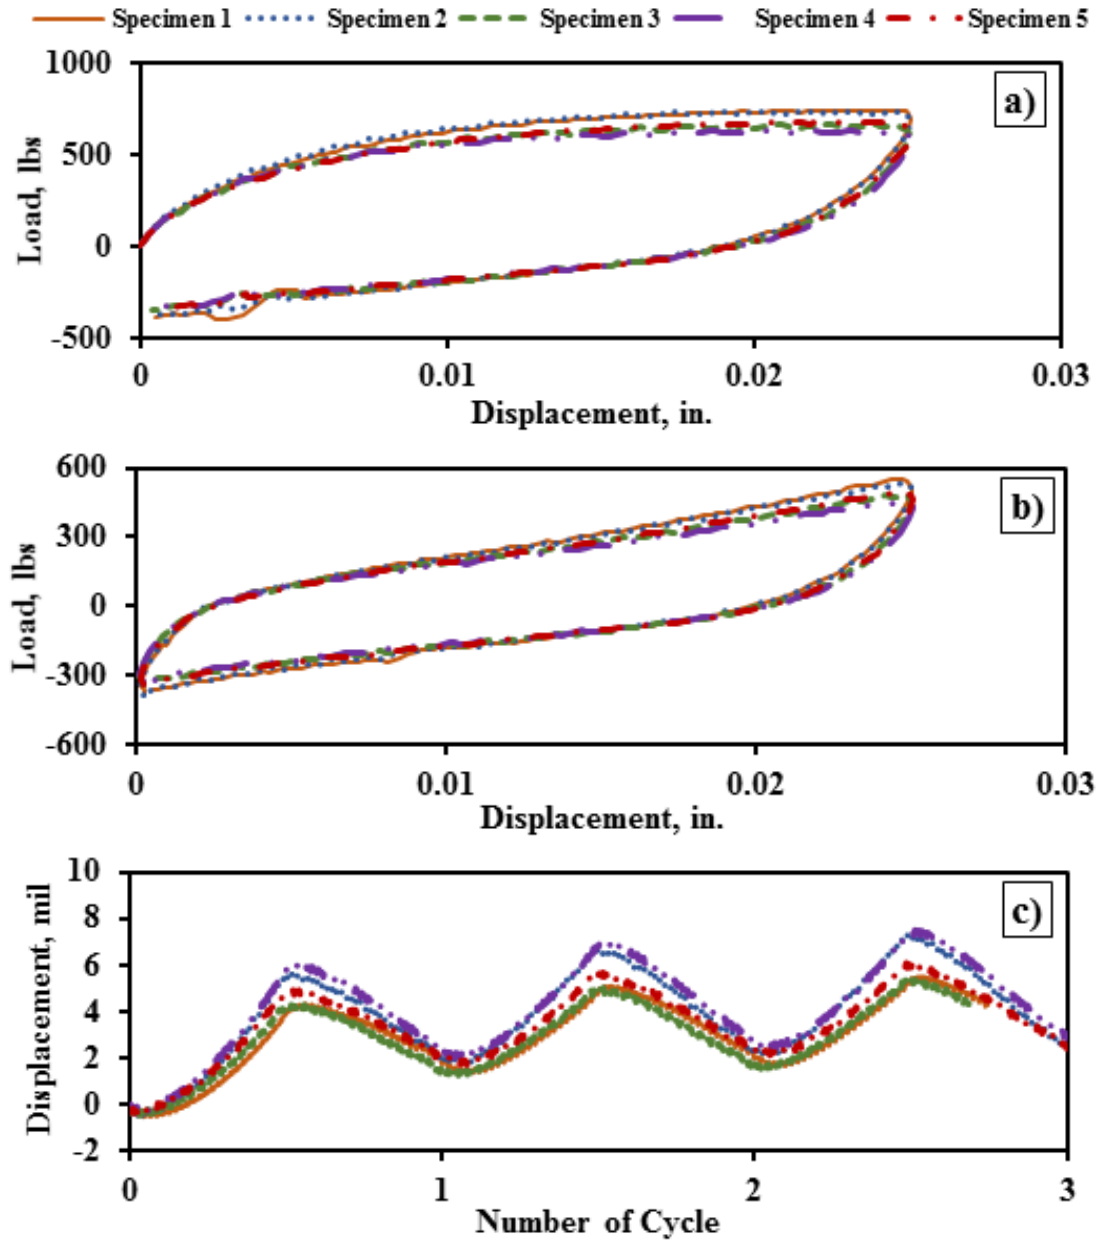 Specimen 1 Specimen 2 Specimen 3 Specimen 4 Specimen 5
1000
500
0
-500
Load, lbs
a)
0 0.01 0.02 0.03
Displacement, in.
600
300
0
-300
-600
Load, lbs
b)
0 0.01 0.02 0.03
Displacement, in.
10
8
6
4
2
0
-2
Displacement, mil
c)
0 1 2 3
Number of Cycle